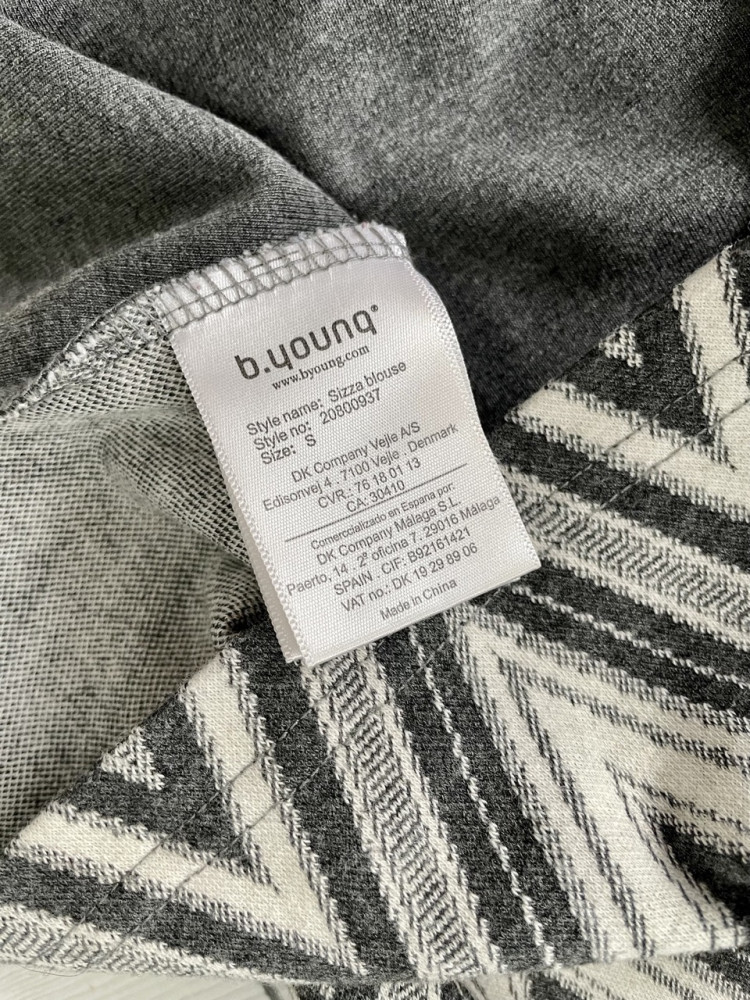 b.young®
www.byoung.com
Style name: Sizza blouse
Style no: 20800937
Size: S
DK Company Vejle A/S
Edisonvej 4 . 7100 Vejle . Denmark
CVR.: 76 18 01 13
CA: 30410
Comercializado en Espana por:
DK Company Málaga S.L.
Paerto, 14 . 2ª oficina 7. 29016 Málaga
SPAIN . CIF: B92161421
VAT no.: DK 19 29 89 06
Made in China